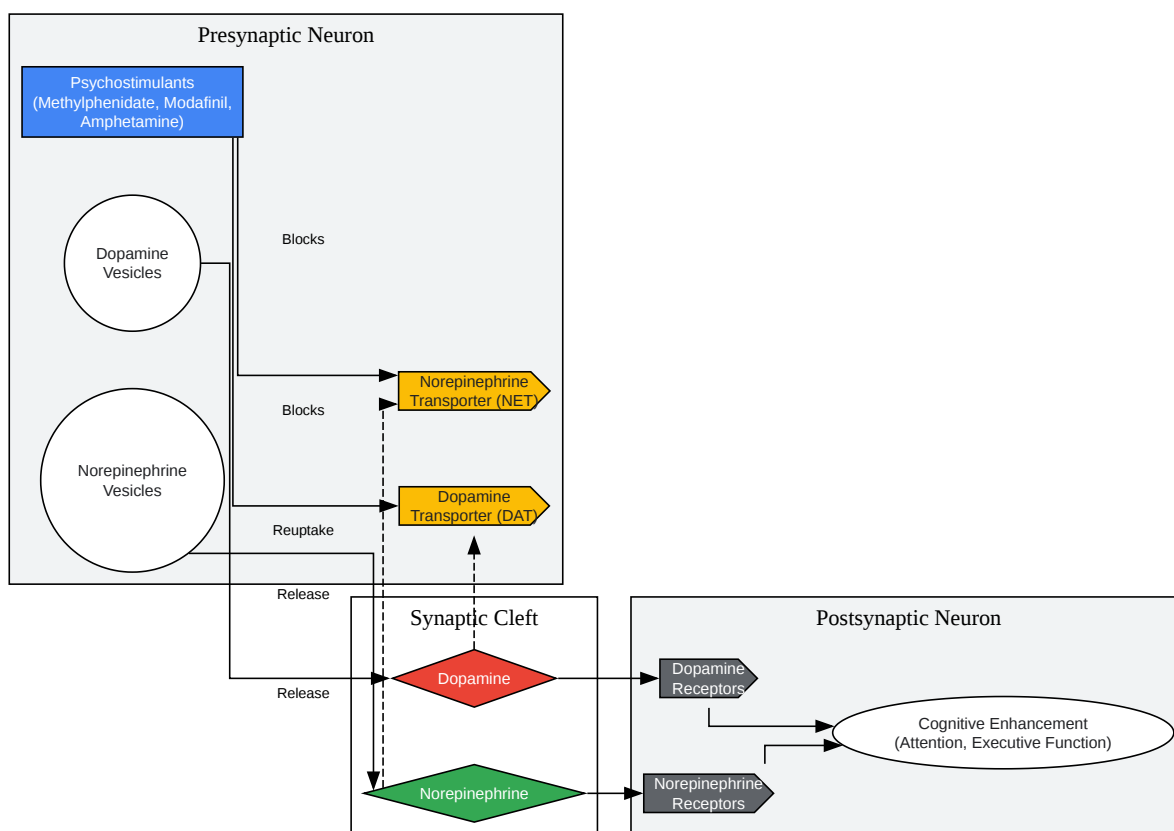 Presynaptic Neuron
Psychostimulants
(Methylphenidate, Modafinil,
Amphetamine)
Blocks
Dopamine
Vesicles
Norepinephrine
Transporter (NET)
Blocks
Norepinephrine
Vesicles
Dopamine
Transporter (DAT)
Reuptake
Release
Synaptic Cleft
Postsynaptic Neuron
Dopamine
Dopamine
Receptors
Release
Cognitive Enhancement
(Attention, Executive Function)
Norepinephrine
Norepinephrine
Receptors